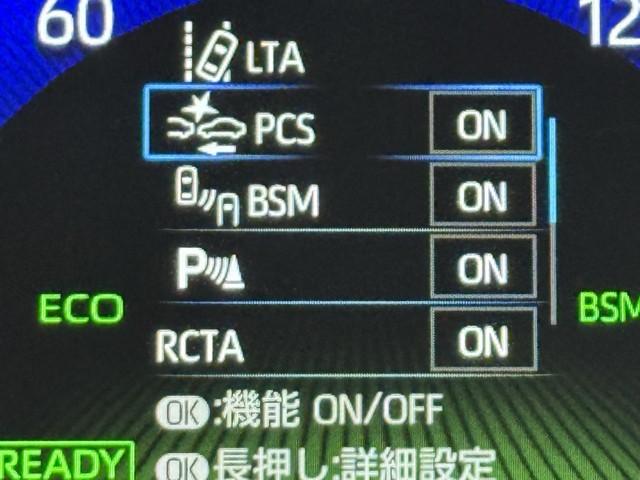 60
12
LTA
PCS ON
BSM ON
P ON
ECO
BSM
RCTA ON
OK:機能 ON/OFF
READY
OK長押し:詳細設定